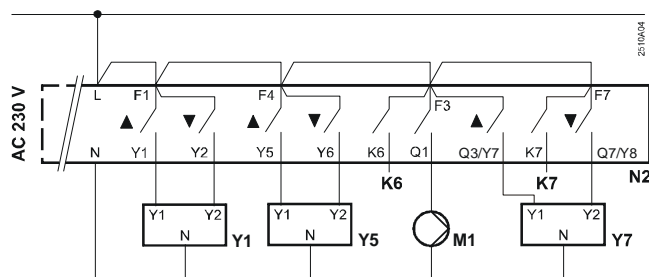 2510A04
AC 230 V
L F1 F4 F3 F7
N Y1 Y2 Y5 Y6 K6 Q1 Q3/Y7 K7 Q7/Y8
K6 K7 N2
Y1 Y2 Y1 Y2 Y1 Y2
N Y1 N Y5 M1 N Y7